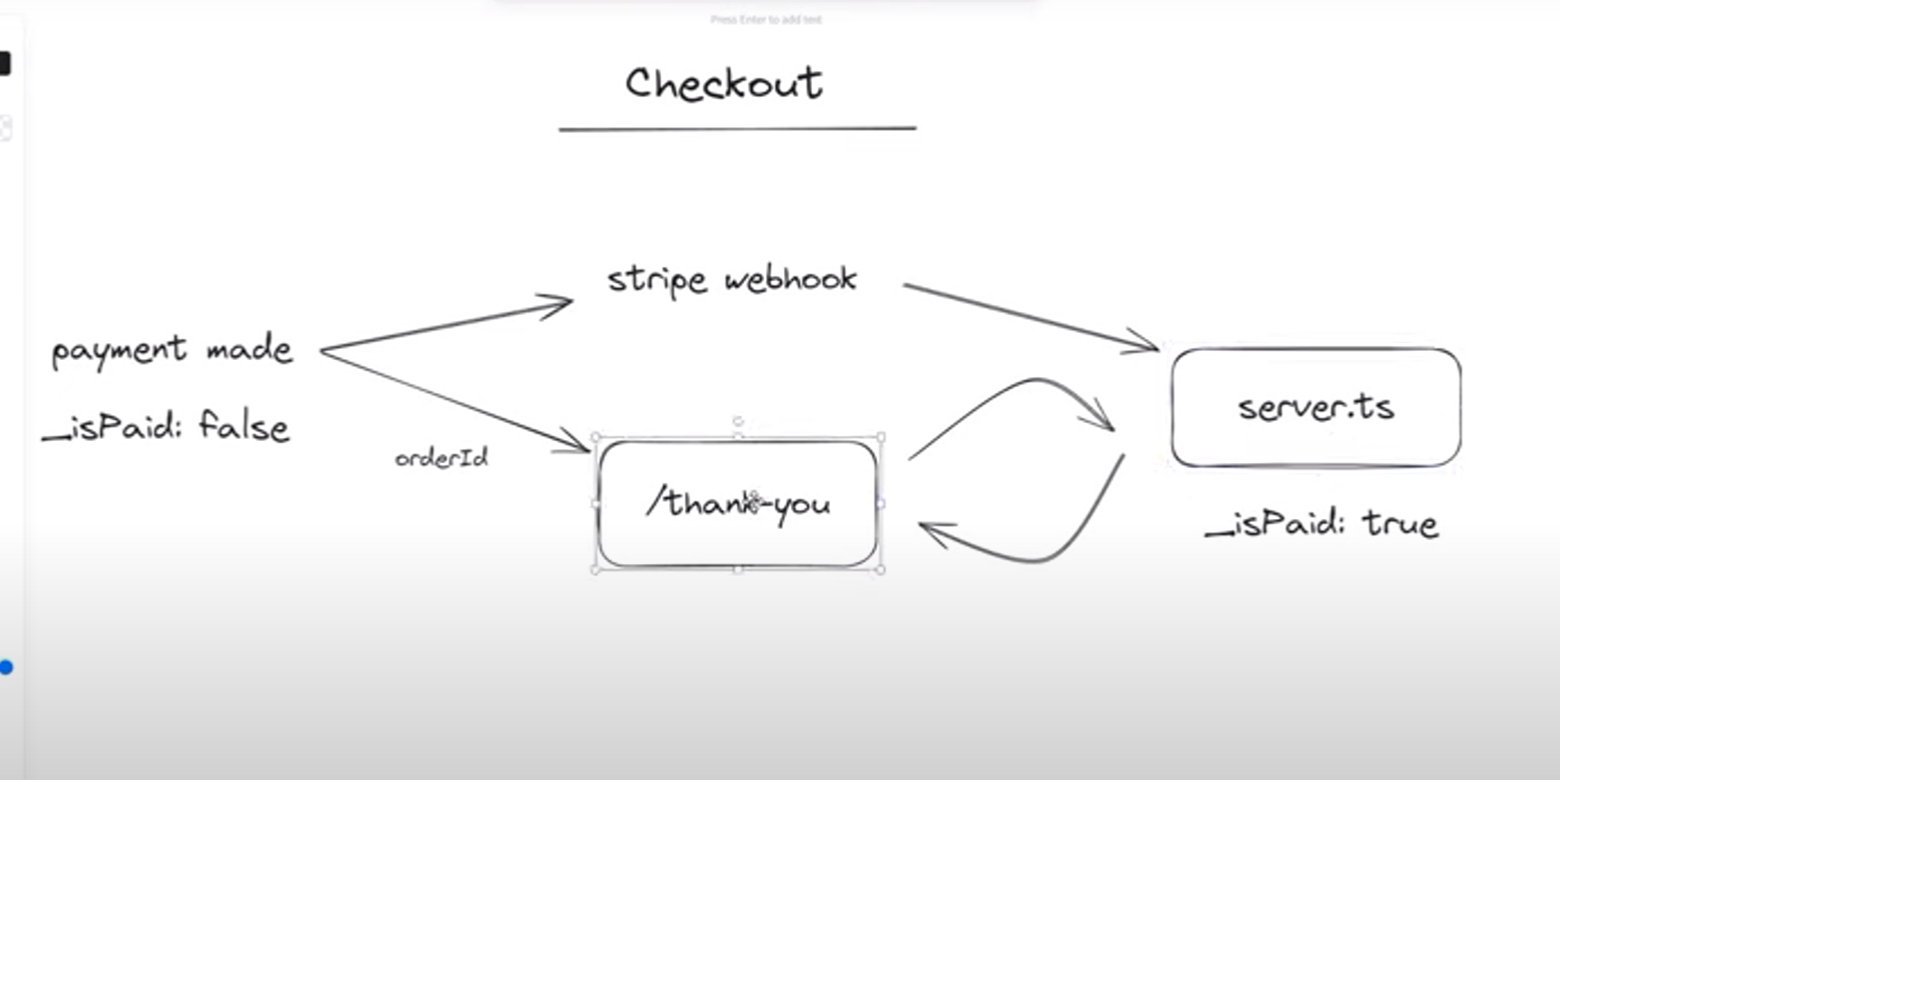 Press Enter to add text
Checkout
stripe webhook
payment made
_isPaid: false
orderId
server.ts
/thank-you
_isPaid: true